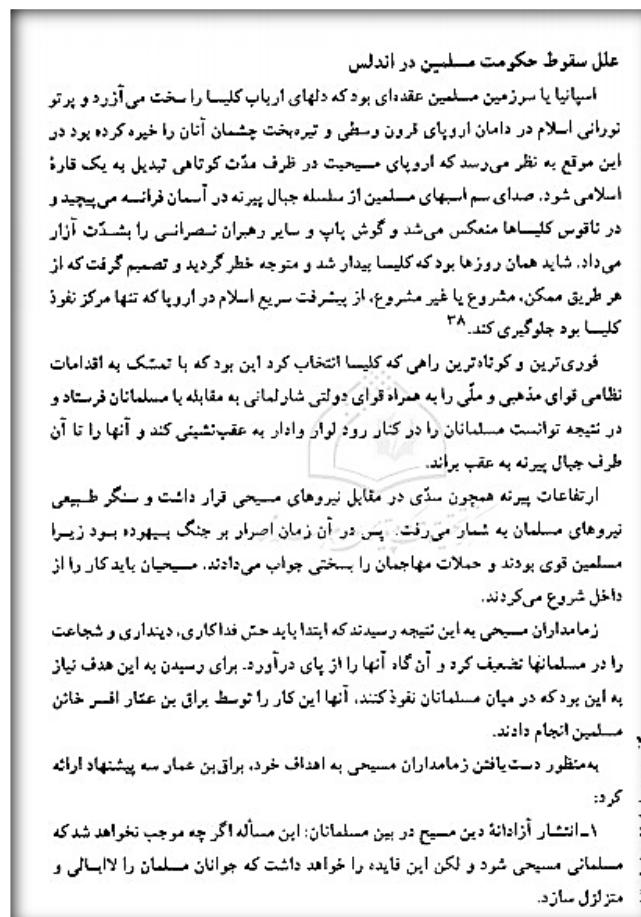 علل سقوط حکومت مسلمین در اندلس
اسپانیا یا سرزمین مسلمین عقده‌ای بود که دلهای ارباب کلیسا را سخت می‌آزرد و پرتو
نورانی اسلام در دامان اروپای قرون وسطی و تیره‌بخت چشمان آنان را خیره کرده بود در
این موقع به نظر می‌رسد که اروپای مسیحیت در ظرف مدّت کوتاهی تبدیل به یک قارهٔ
اسلامی شود. صدای سم اسبهای مسلمین از سلسله جبال پیرنه در آسمان فرانسه می‌پیچید و
در ناقوس کلیساها منعکس می‌شد و گوش پاپ و سایر رهبران نصرانی را بشدّت آزار
می‌داد. شاید همان روزها بود که کلیسا بیدار شد و متوجه خطر گردید و تصمیم گرفت که از
هر طریق ممکن، مشروع یا غیر مشروع، از پیشرفت سریع اسلام در اروپا که تنها مرکز نفوذ
کلیسا بود جلوگیری کند.۳۸
فوری‌ترین و کوتاه‌ترین راهی که کلیسا انتخاب کرد این بود که با تمسّک به اقدامات
نظامی قوای مذهبی و ملّی را به همراه قوای دولتی شارلمانی به مقابله با مسلمانان فرستاد و
در نتیجه توانست مسلمانان را در کنار رود لوار وادار به عقب‌نشینی کند و آنها را تا آن
طرف جبال پیرنه به عقب براند.
ارتفاعات پیرنه همچون سدّی در مقابل نیروهای مسیحی قرار داشت و سنگر طبیعی
نیروهای مسلمان به شمار می‌رفت. پس در آن زمان اصرار بر جنگ بیهوده بود زیرا
مسلمین قوی بودند و حملات مهاجمان را بسختی جواب می‌دادند. مسیحیان باید کار را از
داخل شروع می‌کردند.
زمامداران مسیحی به این نتیجه رسیدند که ابتدا باید حسّ فداکاری، دینداری و شجاعت
را در مسلمانها تضعیف کرد و آن گاه آنها را از پای درآورد. برای رسیدن به این هدف نیاز
به این بود که در میان مسلمانان نفوذ کنند، آنها این کار را توسط براق بن عمّار افسر خائن
مسلمین انجام دادند.
به‌منظور دست یافتن زمامداران مسیحی به اهداف خرد، براق‌بن عمار سه پیشنهاد ارائه
کرد:
۱ـ انتشار آزادانهٔ دین مسیح در بین مسلمانان؛ این مسأله اگر چه موجب نخواهد شد که
مسلمانی مسیحی شود و لکن این فایده را خواهد داشت که جوانان مسلمان را لاابالی و
متزلزل سازد.